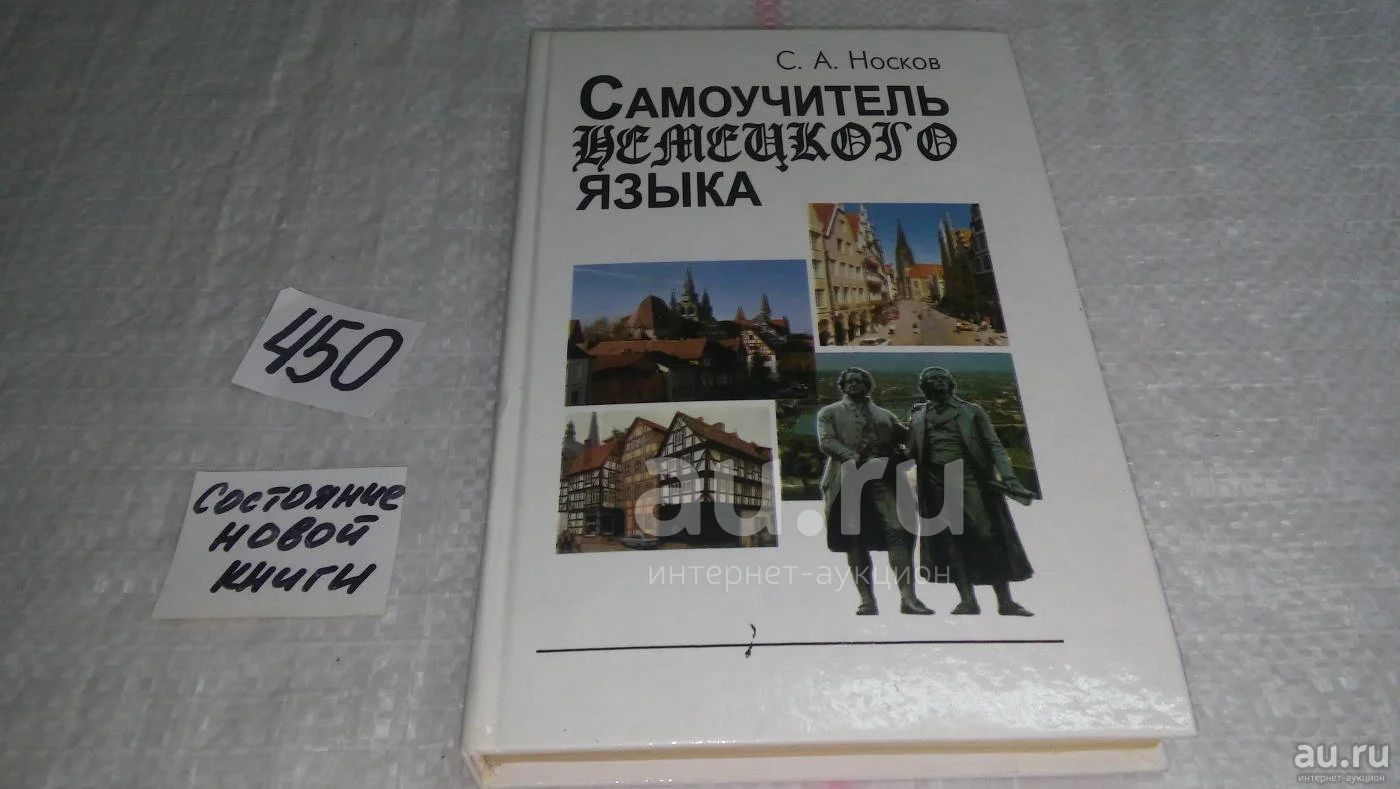 С. А. Носков
Самоучитель
немецкого
языка
450
Состояние
новой
книги
au.ru
интернет-аукцион
au.ru
интернет-аукцион